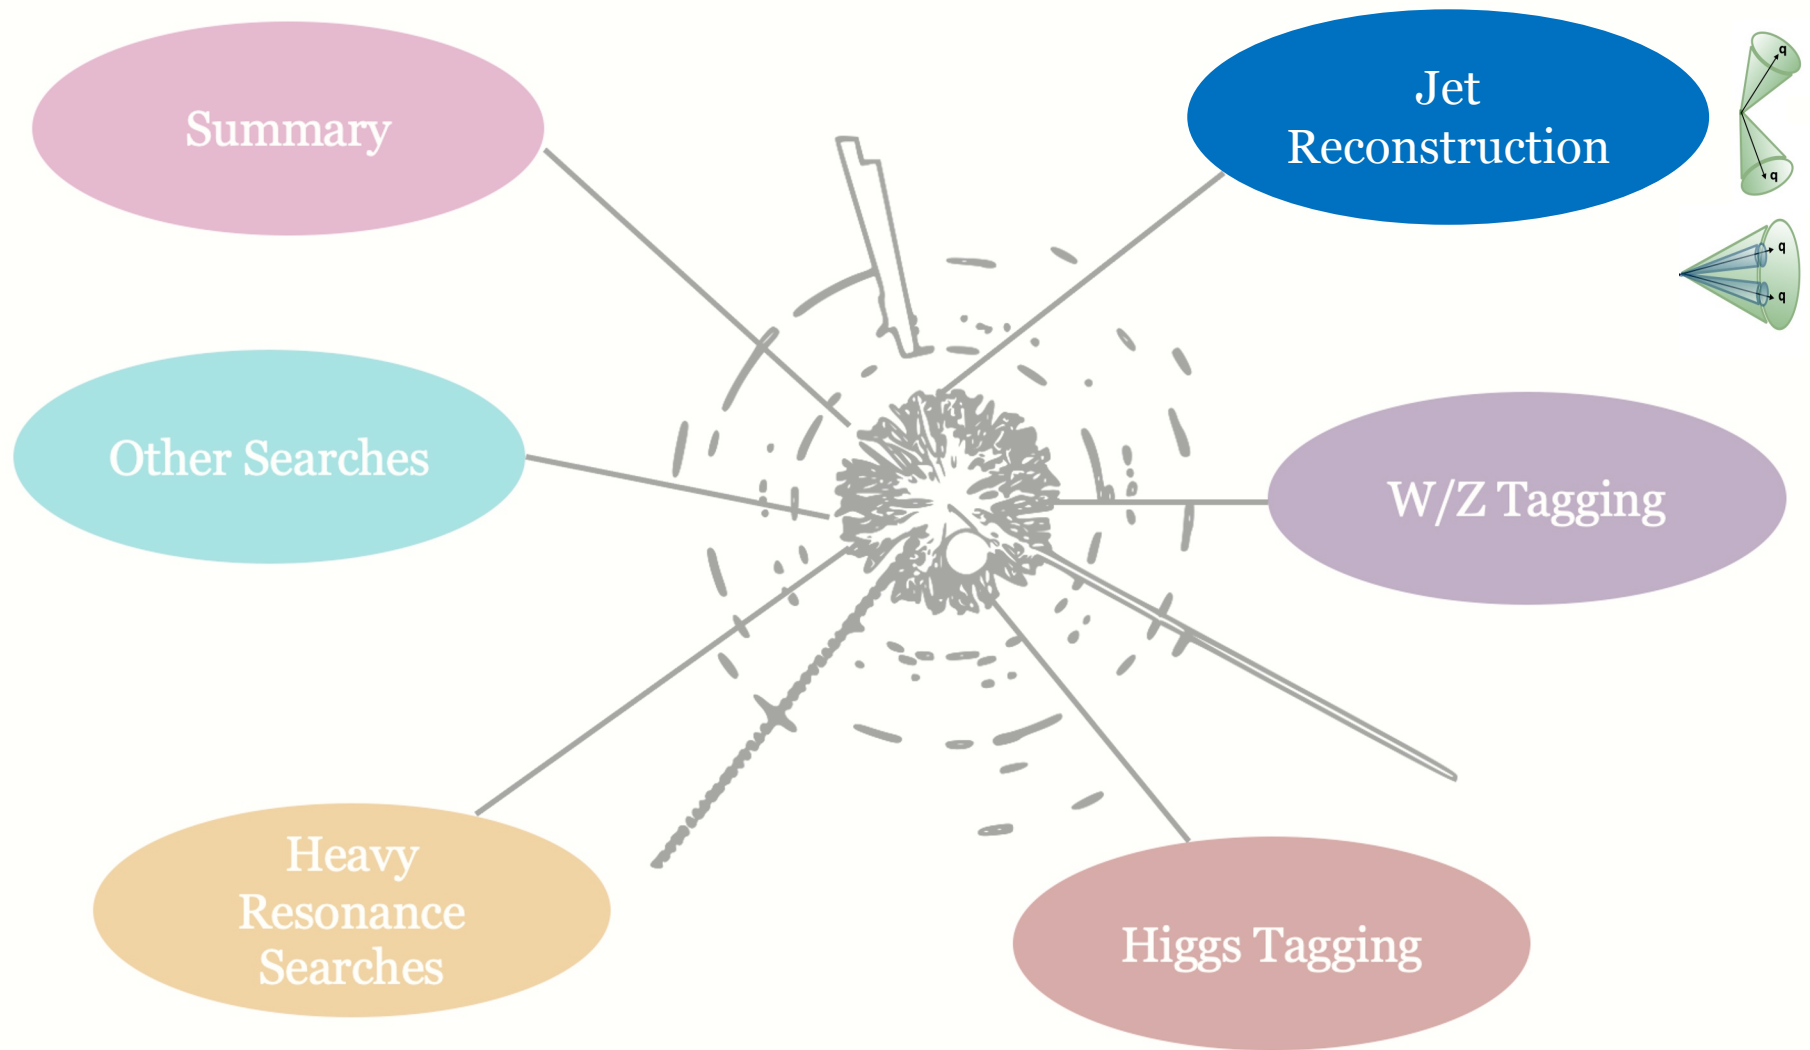 Summary
Jet
Reconstruction
q
q
q
q
Other Searches
W/Z Tagging
Heavy
Resonance
Searches
Higgs Tagging